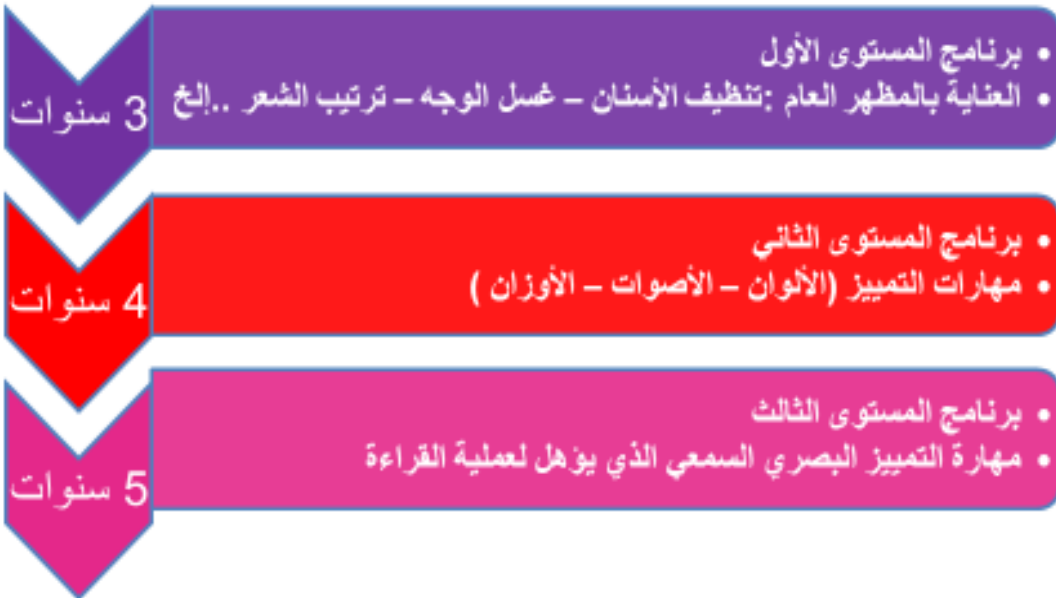 3 سنوات
• برنامج المستوى الأول
• العناية بالمظهر العام :تنظيف الأسنان – غسل الوجه – ترتيب الشعر ..إلخ
4 سنوات
• برنامج المستوى الثاني
• مهارات التمييز (الألوان – الأصوات – الأوزان )
5 سنوات
• برنامج المستوى الثالث
• مهارة التمييز البصري السمعي الذي يؤهل لعملية القراءة